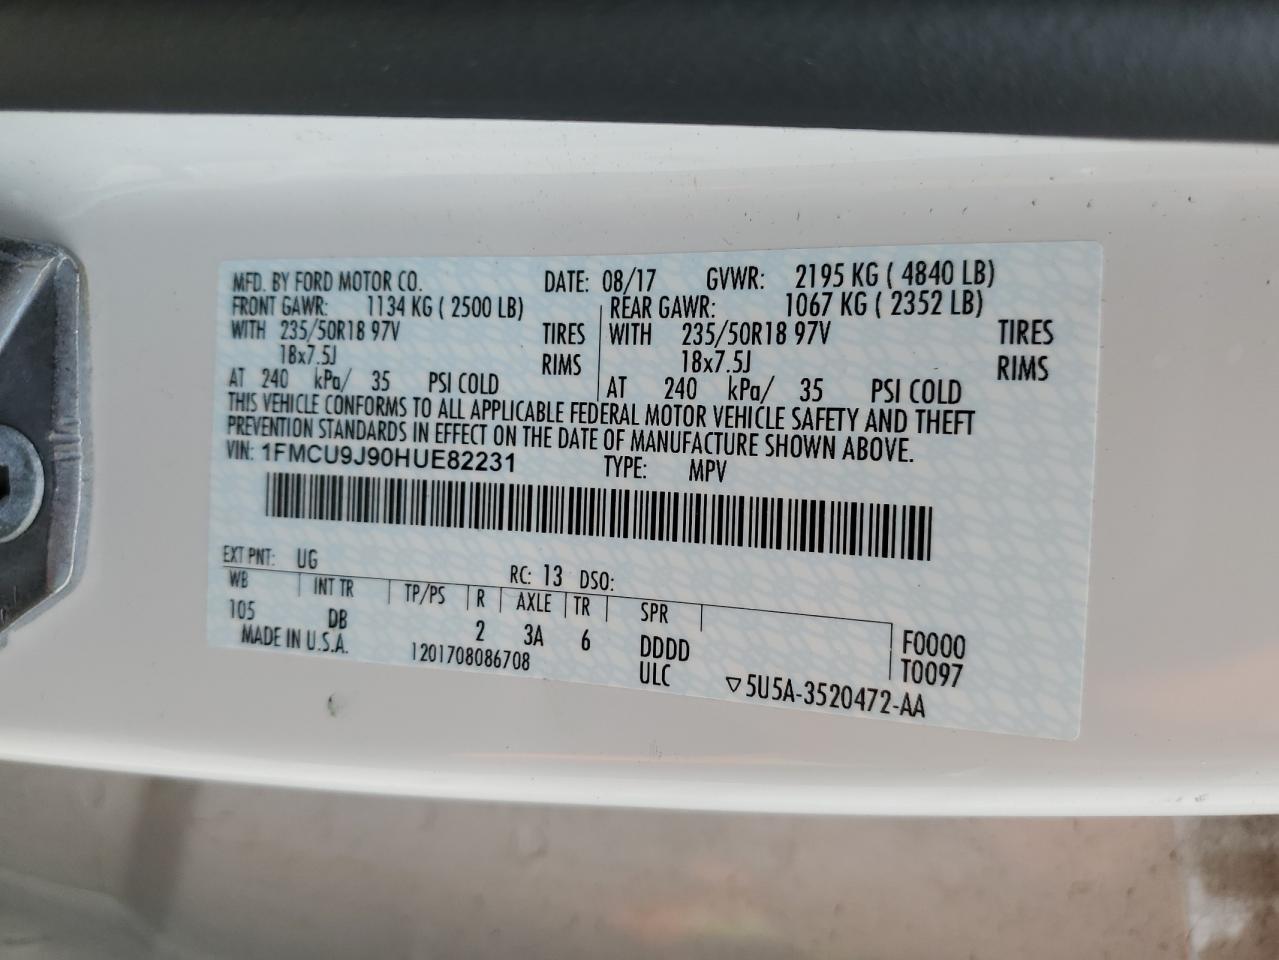 MFD. BY FORD MOTOR CO. DATE: 08/17 GVWR: 2195 KG ( 4840 LB)
FRONT GAWR: 1134 KG ( 2500 LB) REAR GAWR: 1067 KG ( 2352 LB)
WITH 235/50R18 97V TIRES WITH 235/50R18 97V TIRES
18x7.5J RIMS 18x7.5J RIMS
AT 240 kPa/ 35 PSI COLD AT 240 kPa/ 35 PSI COLD
THIS VEHICLE CONFORMS TO ALL APPLICABLE FEDERAL MOTOR VEHICLE SAFETY AND THEFT
PREVENTION STANDARDS IN EFFECT ON THE DATE OF MANUFACTURE SHOWN ABOVE.
VIN: 1FMCU9J90HUE82231 TYPE: MPV
EXT PNT: UG RC: 13 DSO:
WB INT TR TP/PS R AXLE TR SPR
105 DB 2 3A 6 DDDD F0000
MADE IN U.S.A. 1201708086708 ULC T0097
▽5U5A-3520472-AA